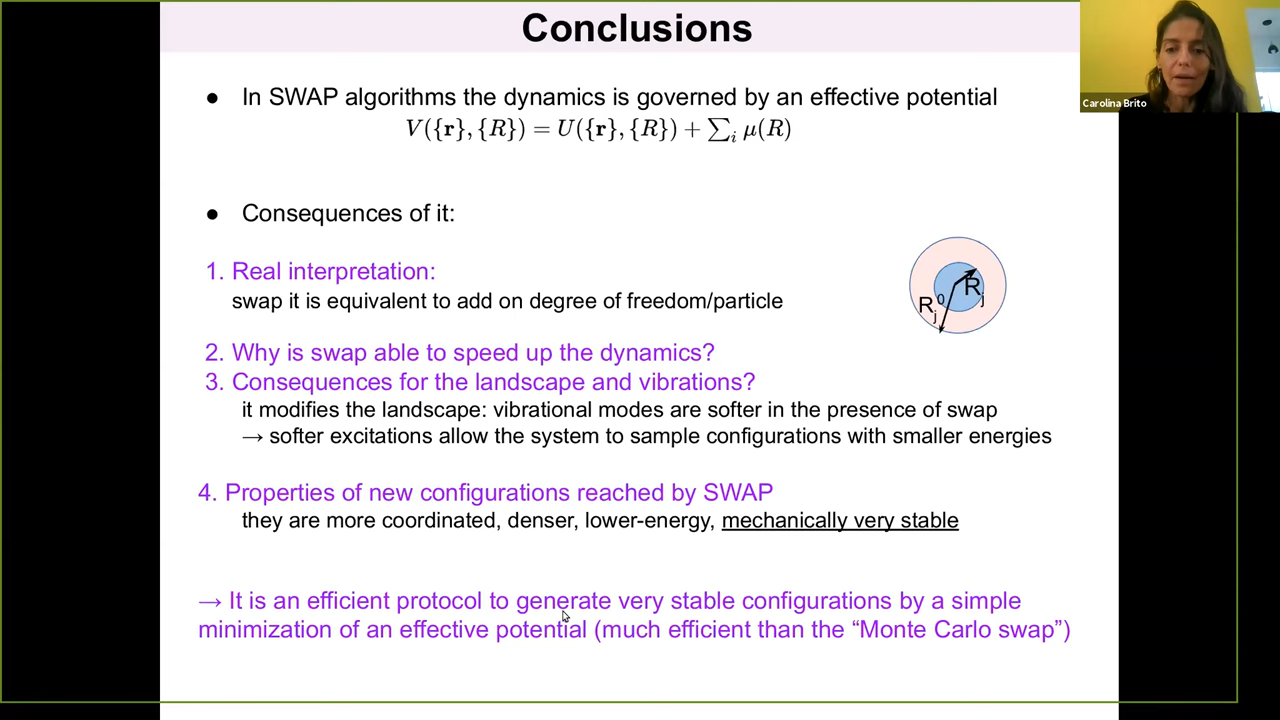 Conclusions
● In SWAP algorithms the dynamics is governed by an effective potential
V({r}, {R}) = U({r}, {R}) + ∑i μ(R)
● Consequences of it:
1. Real interpretation:
swap it is equivalent to add on degree of freedom/particle
Rj
Rj0
2. Why is swap able to speed up the dynamics?
3. Consequences for the landscape and vibrations?
it modifies the landscape: vibrational modes are softer in the presence of swap
→ softer excitations allow the system to sample configurations with smaller energies
4. Properties of new configurations reached by SWAP
they are more coordinated, denser, lower-energy, mechanically very stable
→ It is an efficient protocol to generate very stable configurations by a simple
minimization of an effective potential (much efficient than the “Monte Carlo swap”)
Carolina Brito